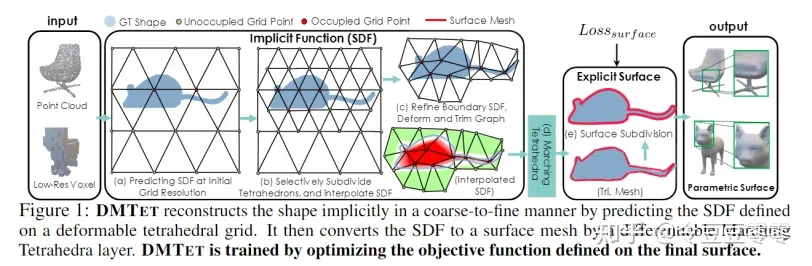 input
Implicit Function (SDF)
GT Shape
Unoccupied Grid Point
Occupied Grid Point
Surface Mesh
Point Cloud
Low-Res Voxel
(a) Predicting SDF at Initial
Grid Resolution
(b) Selectively Subdivide
Tetrahedrons, and Interpolate SDF
(c) Refine Boundary SDF,
Deform and Trim Graph
(Interpolated
SDF)
(d) Marching
Tetrahedra
Loss_surface
Explicit Surface
(e) Surface Subdivision
(Tri. Mesh)
output
Parametric Surface
Figure 1: DMTET reconstructs the shape implicitly in a coarse-to-fine manner by predicting the SDF defined
on a deformable tetrahedral grid. It then converts the SDF to a surface mesh by a differentiable Marching
Tetrahedra layer. DMTET is trained by optimizing the objective function defined on the final surface.